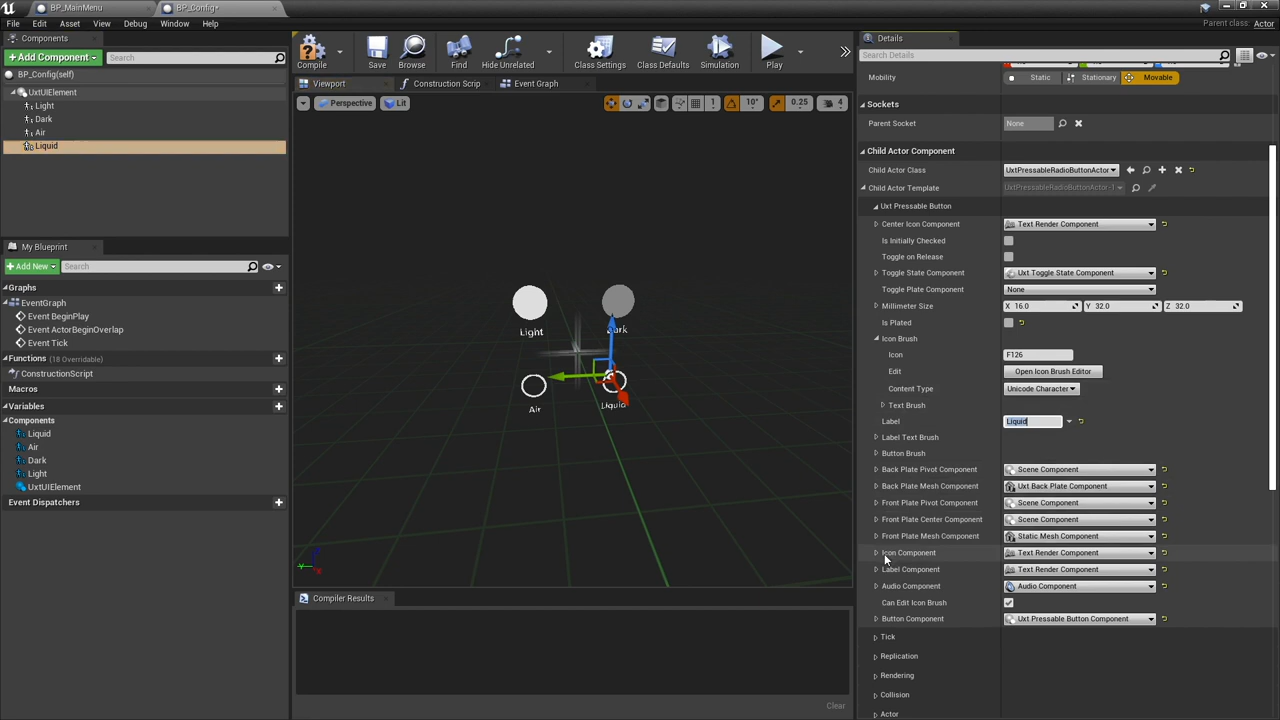 BP_MainMenu
BP_Config*
File Edit Asset View Debug Window Help
Parent class: Actor
Components
+ Add Component
Search
BP_Config(self)
UxtUIElement
Light
Dark
Air
Liquid
My Blueprint
+ Add New
Search
Graphs
EventGraph
Event BeginPlay
Event ActorBeginOverlap
Event Tick
Functions (18 Overridable)
ConstructionScript
Macros
Variables
Components
Liquid
Air
Dark
Light
UxtUIElement
Event Dispatchers
Compile Save Browse Find Hide Unrelated Class Settings Class Defaults Simulation Play
Viewport Construction Script Event Graph
Perspective Lit 1 10° 0.25 4
Light
Dark
Air
Liquid
Compiler Results
Clear
Details
Search Details
Mobility Static Stationary Movable
Sockets
Parent Socket None
Child Actor Component
Child Actor Class UxtPressableRadioButtonActor
Child Actor Template UxtPressableRadioButtonActor-1
Uxt Pressable Button
Center Icon Component Text Render Component
Is Initially Checked
Toggle on Release
Toggle State Component Uxt Toggle State Component
Toggle Plate Component None
Millimeter Size X 16.0 Y 32.0 Z 32.0
Is Plated
Icon Brush
Icon F126
Edit Open Icon Brush Editor
Content Type Unicode Character
Text Brush
Label Liquid
Label Text Brush
Button Brush
Back Plate Pivot Component Scene Component
Back Plate Mesh Component Uxt Back Plate Component
Front Plate Pivot Component Scene Component
Front Plate Center Component Scene Component
Front Plate Mesh Component Static Mesh Component
Icon Component Text Render Component
Label Component Text Render Component
Audio Component Audio Component
Can Edit Icon Brush
Button Component Uxt Pressable Button Component
Tick
Replication
Rendering
Collision
Actor